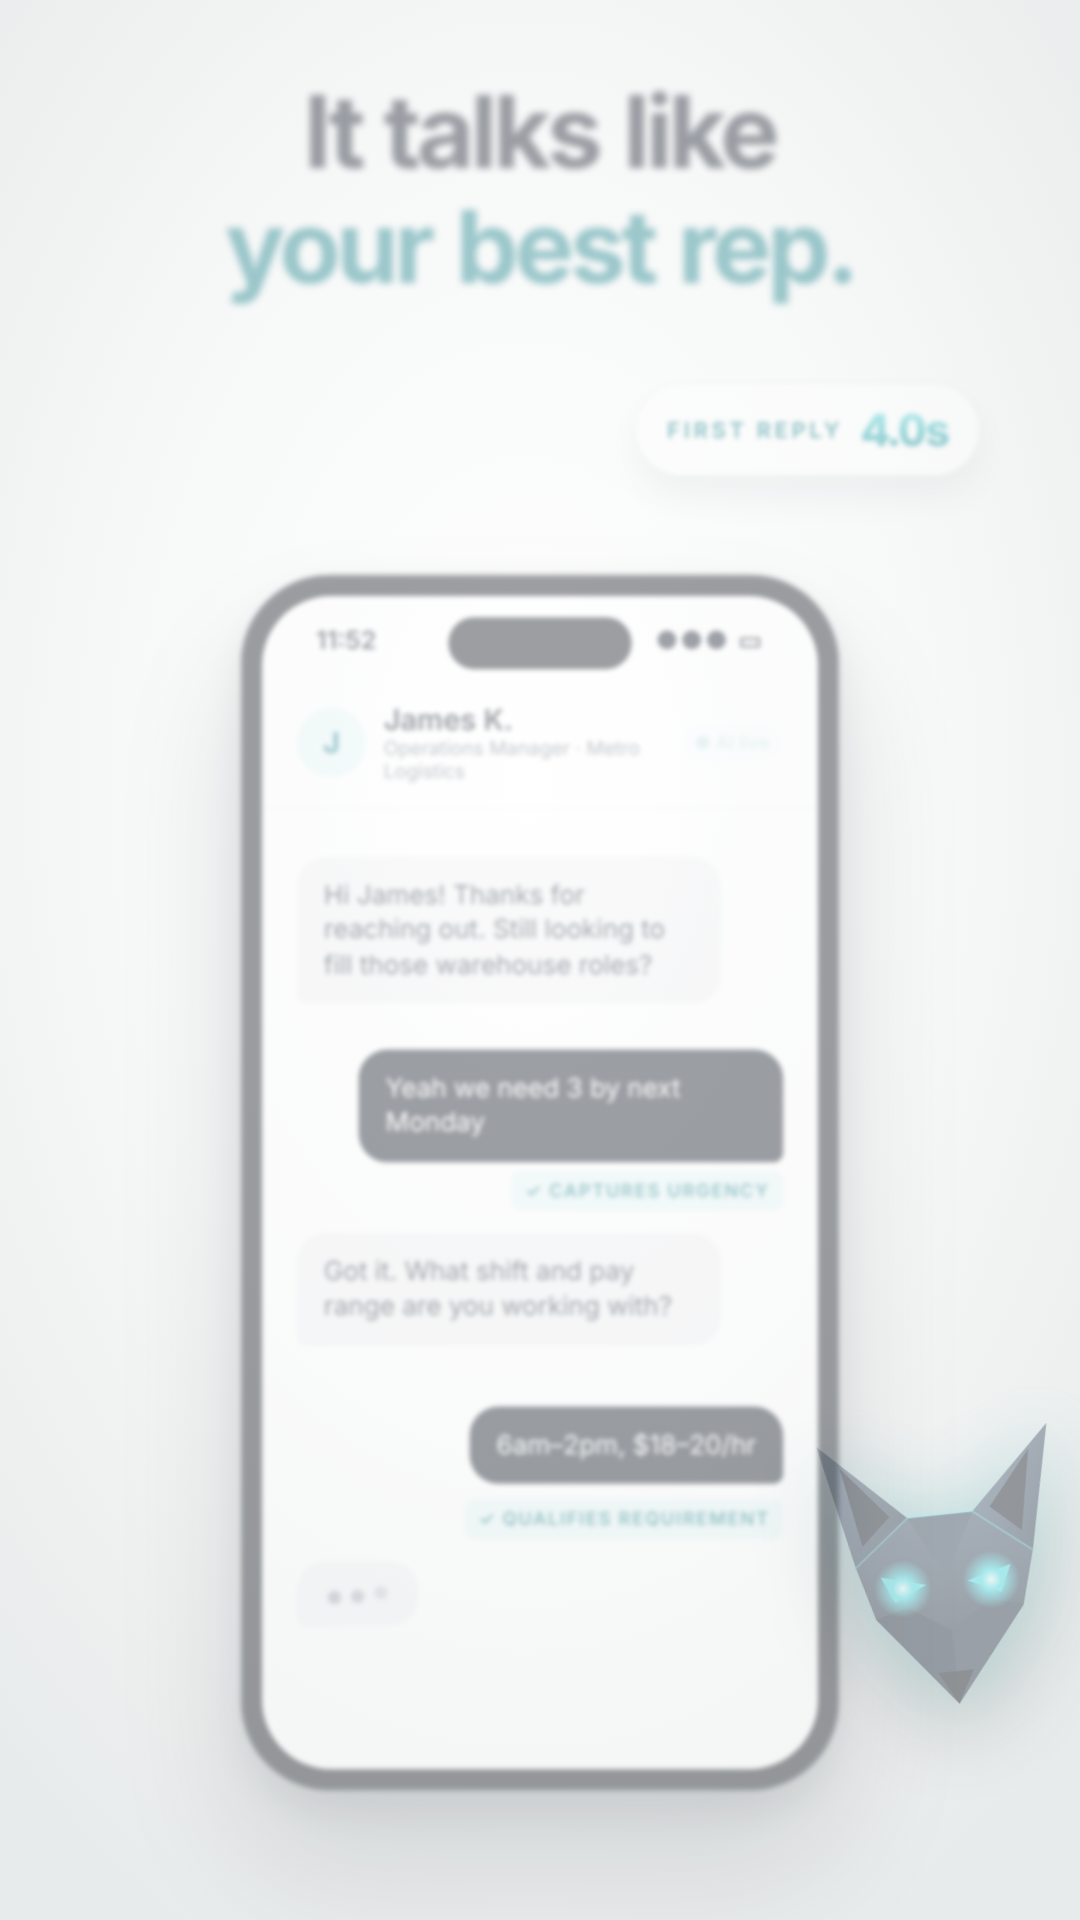 It talks like
your best rep.
FIRST REPLY 4.0s
11:52
J
James K.
Operations Manager · Metro
Logistics
Hi James! Thanks for
reaching out. Still looking to
fill those warehouse roles?
Yeah we need 3 by next
Monday
✓ CAPTURES URGENCY
Got it. What shift and pay
range are you working with?
6am–2pm, $18–20/hr
✓ QUALIFIES REQUIREMENT